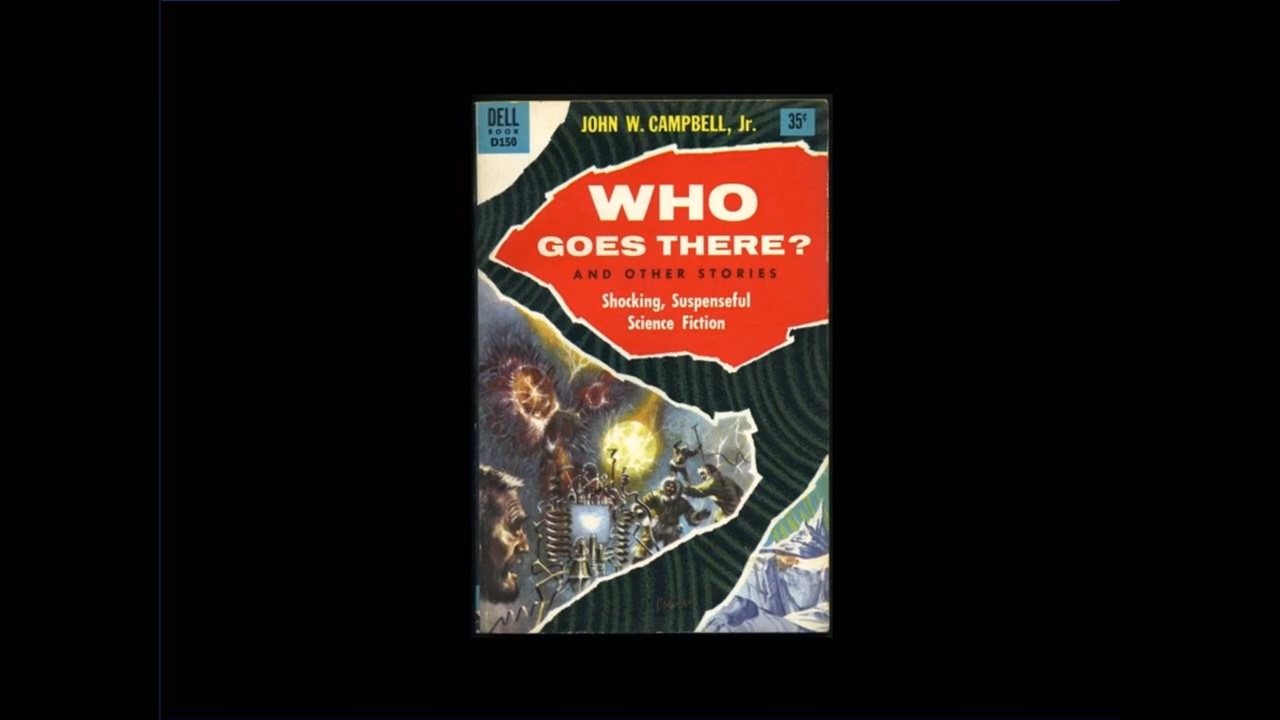 DELL
BOOK
D150
JOHN W. CAMPBELL, Jr.
35¢
WHO
GOES THERE?
AND OTHER STORIES
Shocking, Suspenseful
Science Fiction